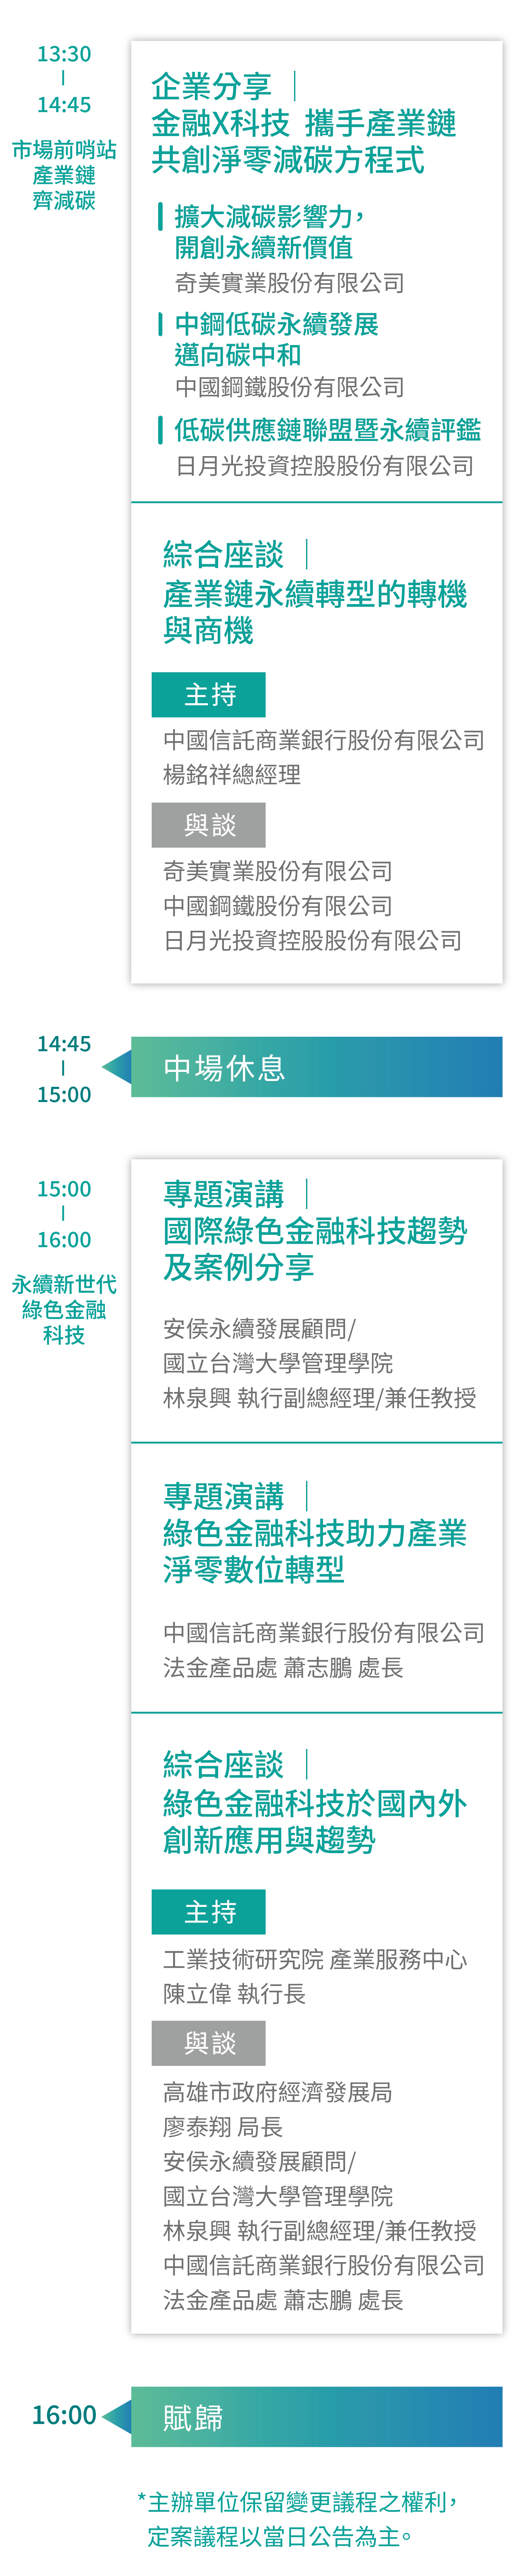 13:30
|
14:45
市場前哨站
產業鏈
齊減碳
企業分享｜
金融X科技 攜手產業鏈
共創淨零減碳方程式
擴大減碳影響力，
開創永續新價值
奇美實業股份有限公司
中鋼低碳永續發展
邁向碳中和
中國鋼鐵股份有限公司
低碳供應鏈聯盟暨永續評鑑
日月光投資控股股份有限公司
綜合座談｜
產業鏈永續轉型的轉機
與商機
主持
中國信託商業銀行股份有限公司
楊銘祥總經理
與談
奇美實業股份有限公司
中國鋼鐵股份有限公司
日月光投資控股股份有限公司
14:45
|
15:00
中場休息
15:00
|
16:00
永續新世代
綠色金融
科技
專題演講｜
國際綠色金融科技趨勢
及案例分享
安侯永續發展顧問/
國立台灣大學管理學院
林泉興 執行副總經理/兼任教授
專題演講｜
綠色金融科技助力產業
淨零數位轉型
中國信託商業銀行股份有限公司
法金產品處 蕭志鵬 處長
綜合座談｜
綠色金融科技於國內外
創新應用與趨勢
主持
工業技術研究院 產業服務中心
陳立偉 執行長
與談
高雄市政府經濟發展局
廖泰翔 局長
安侯永續發展顧問/
國立台灣大學管理學院
林泉興 執行副總經理/兼任教授
中國信託商業銀行股份有限公司
法金產品處 蕭志鵬 處長
16:00
賦歸
*主辦單位保留變更議程之權利，
定案議程以當日公告為主。